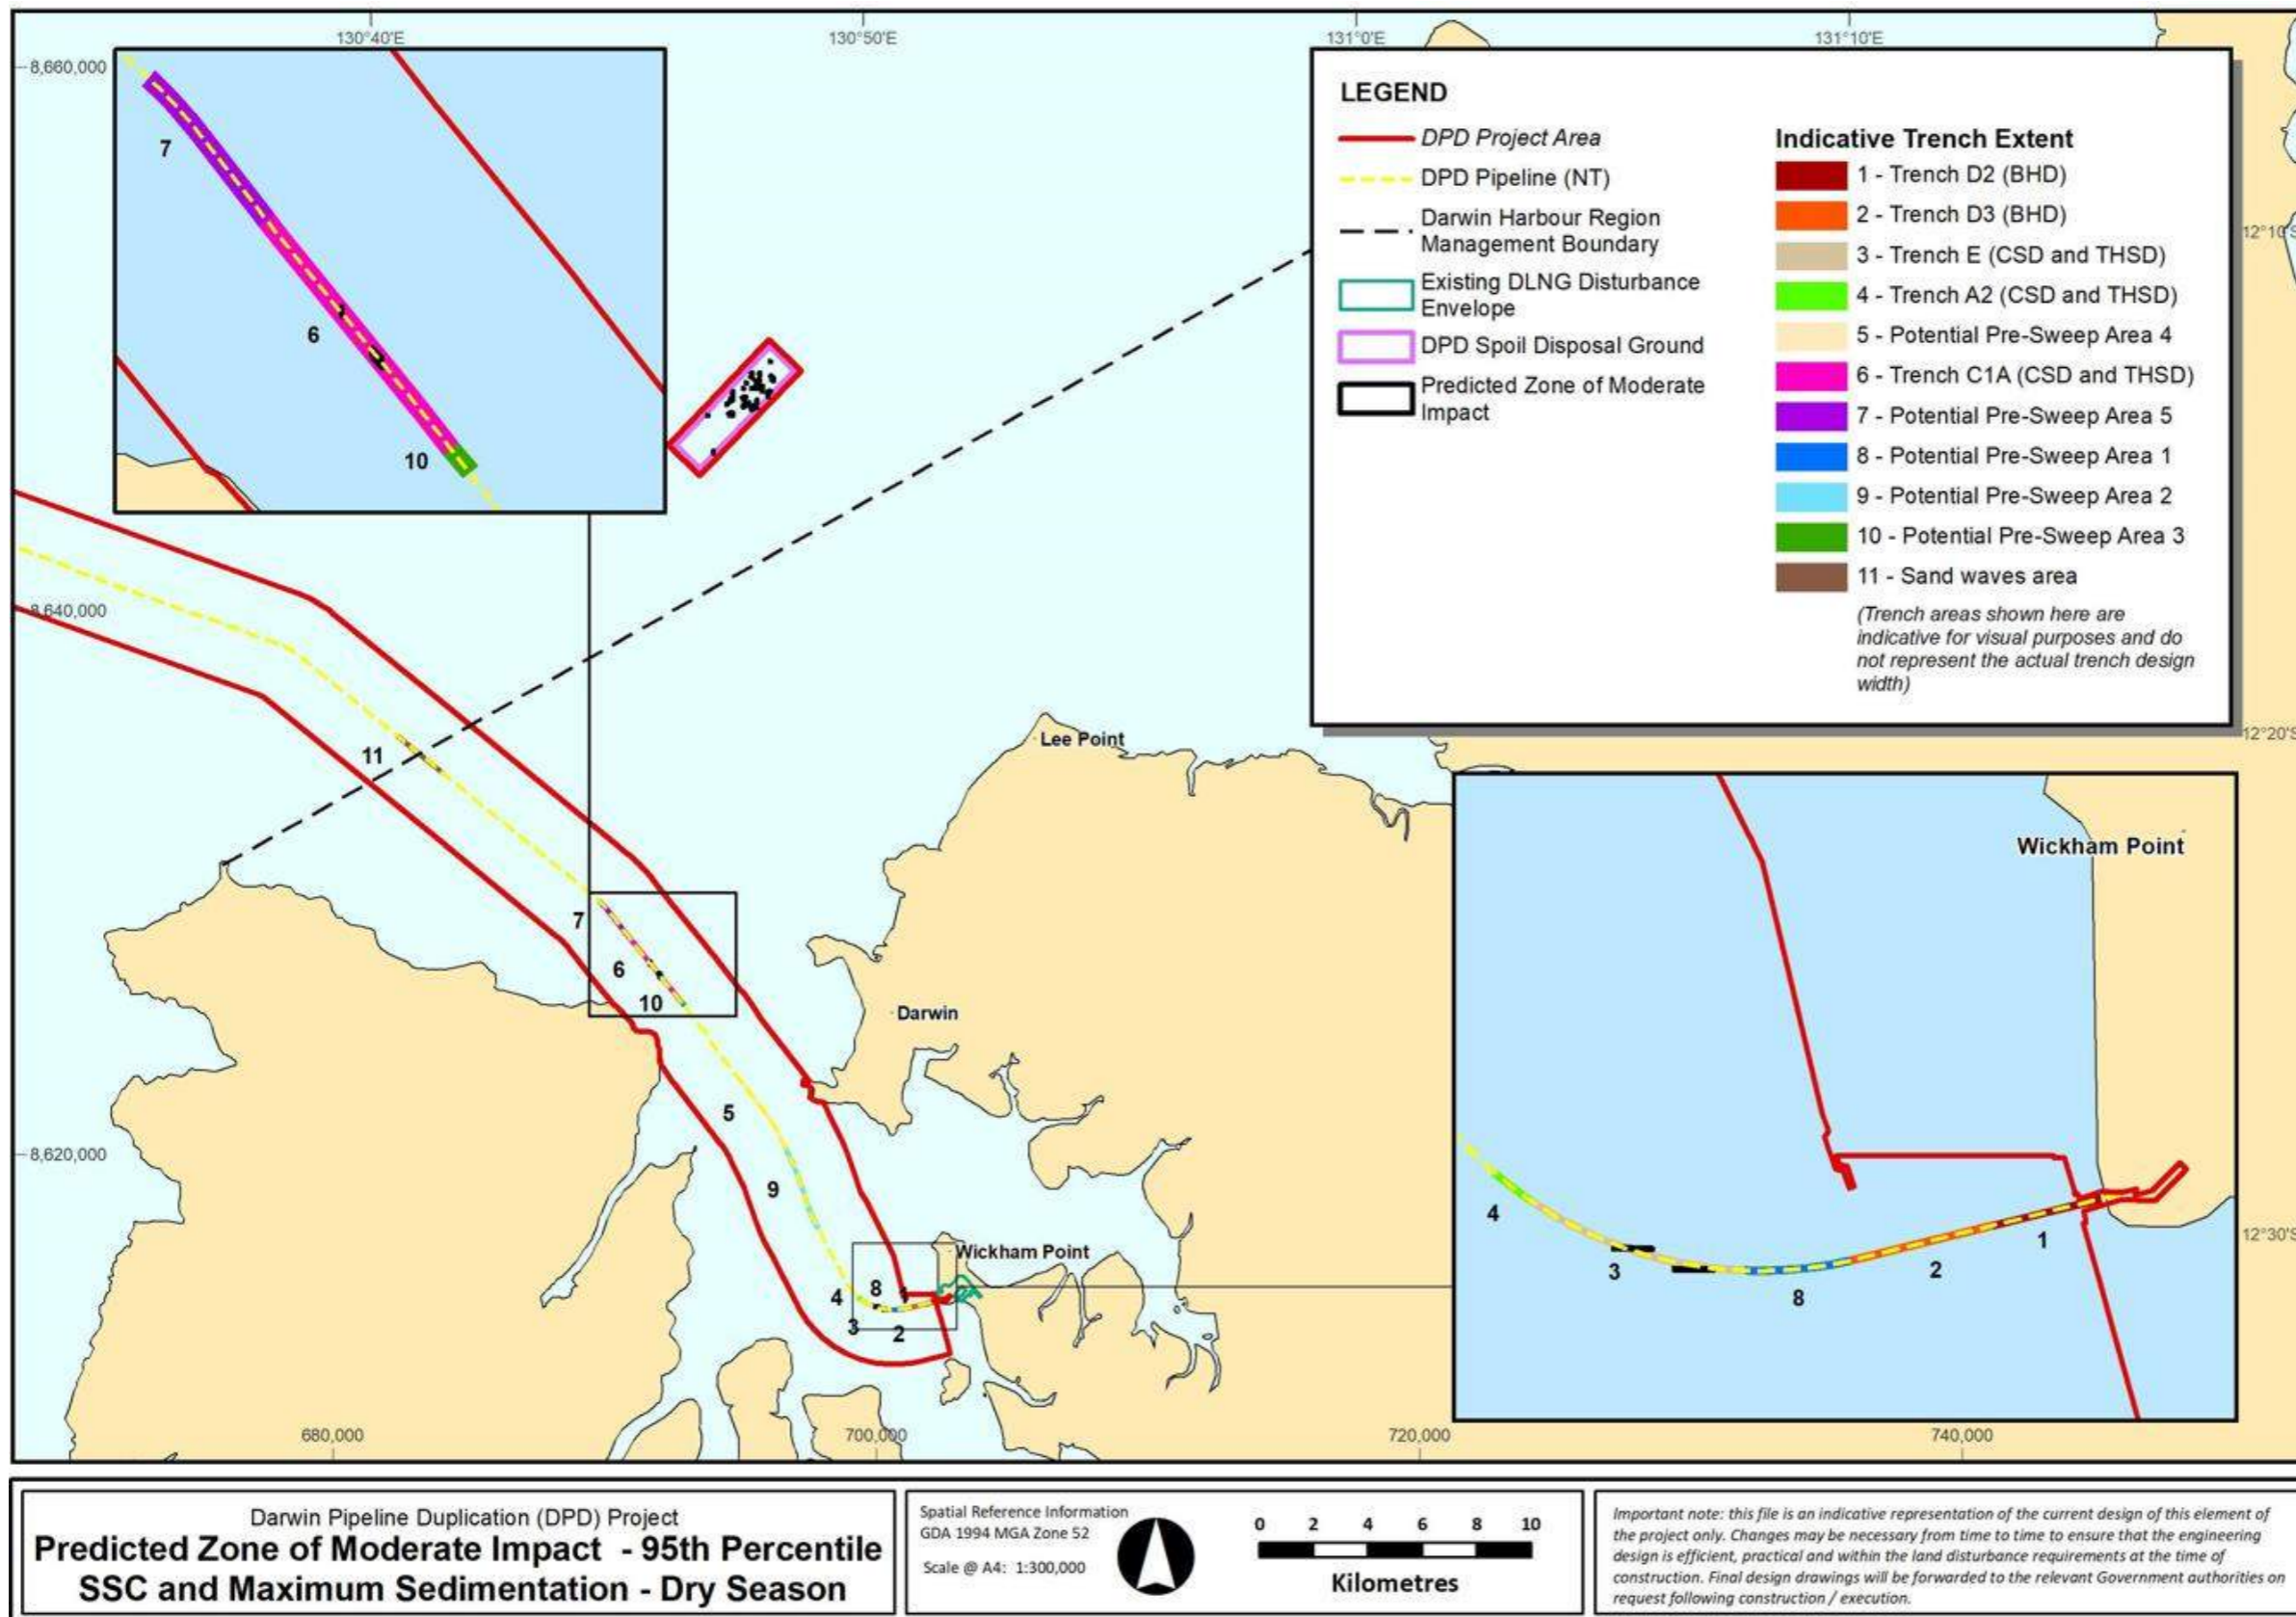 130°40'E
130°50'E
131°0'E
131°10'E
8,660,000
8,640,000
8,620,000
12°10'S
12°20'S
12°30'S
680,000
700,000
720,000
740,000
7
6
10
LEGEND
DPD Project Area
DPD Pipeline (NT)
Darwin Harbour Region
Management Boundary
Existing DLNG Disturbance
Envelope
DPD Spoil Disposal Ground
Predicted Zone of Moderate
Impact
Indicative Trench Extent
1 - Trench D2 (BHD)
2 - Trench D3 (BHD)
3 - Trench E (CSD and THSD)
4 - Trench A2 (CSD and THSD)
5 - Potential Pre-Sweep Area 4
6 - Trench C1A (CSD and THSD)
7 - Potential Pre-Sweep Area 5
8 - Potential Pre-Sweep Area 1
9 - Potential Pre-Sweep Area 2
10 - Potential Pre-Sweep Area 3
11 - Sand waves area
(Trench areas shown here are
indicative for visual purposes and do
not represent the actual trench design
width)
Lee Point
11
7
6
10
Darwin
5
9
Wickham Point
8
1
4
3
2
Wickham Point
4
3
8
2
1
Darwin Pipeline Duplication (DPD) Project
Predicted Zone of Moderate Impact - 95th Percentile
SSC and Maximum Sedimentation - Dry Season
Spatial Reference Information
GDA 1994 MGA Zone 52
Scale @ A4: 1:300,000
0 2 4 6 8 10
Kilometres
Important note: this file is an indicative representation of the current design of this element of
the project only. Changes may be necessary from time to time to ensure that the engineering
design is efficient, practical and within the land disturbance requirements at the time of
construction. Final design drawings will be forwarded to the relevant Government authorities on
request following construction / execution.